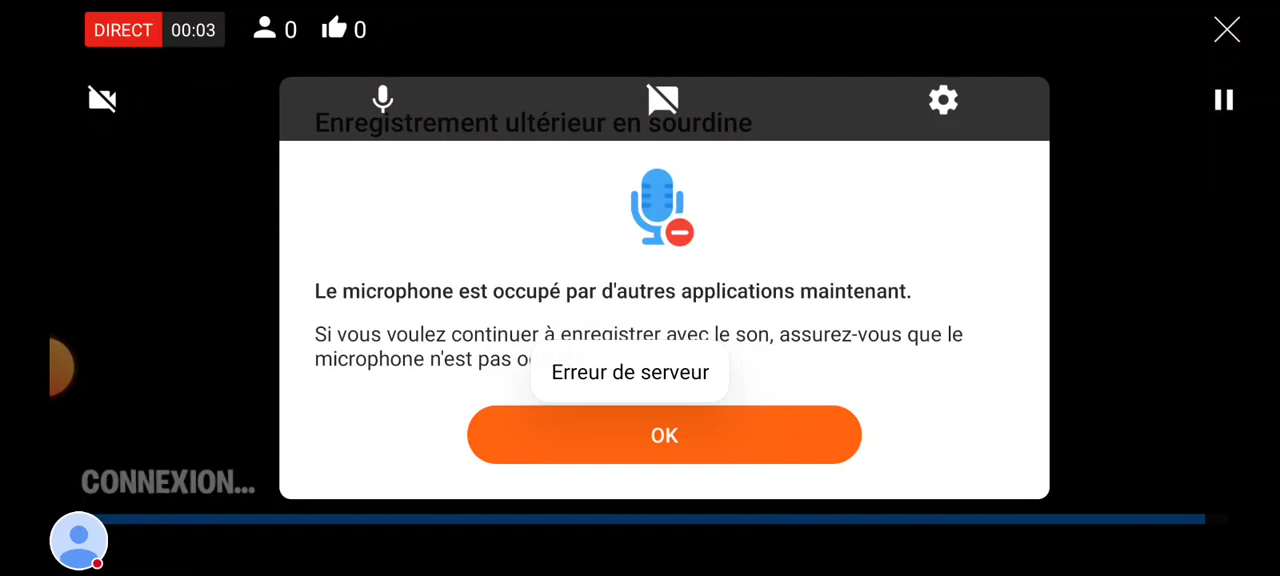 DIRECT 00:03 0 0
Enregistrement ultérieur en sourdine
Le microphone est occupé par d'autres applications maintenant.
Si vous voulez continuer à enregistrer avec le son, assurez-vous que le
microphone n'est pas
Erreur de serveur
OK
CONNEXION...